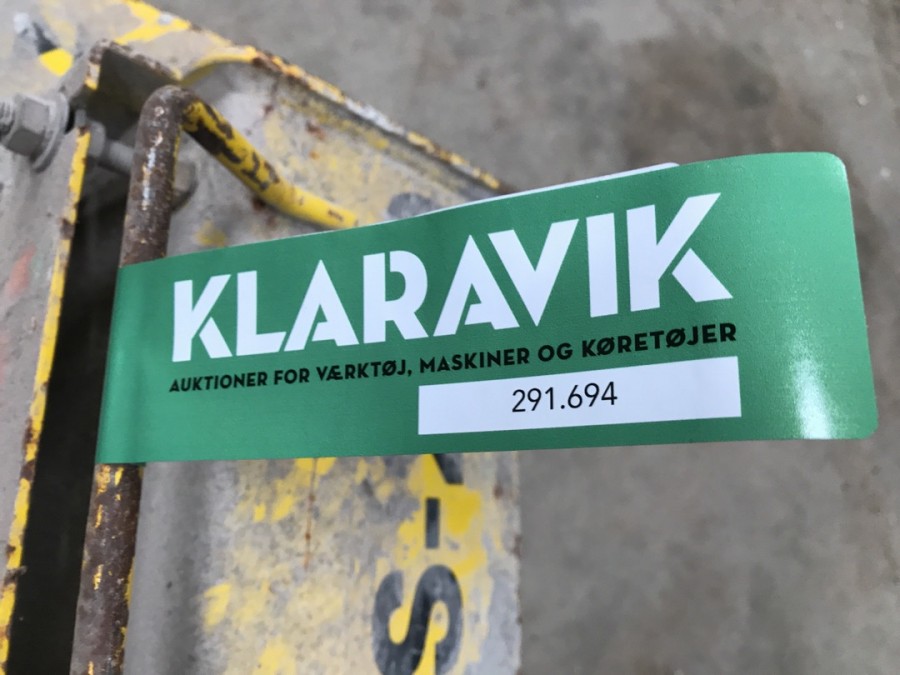 KLARAVIK
AUKTIONER FOR VÆRKTØJ, MASKINER OG KØRETØJER
291.694
S-